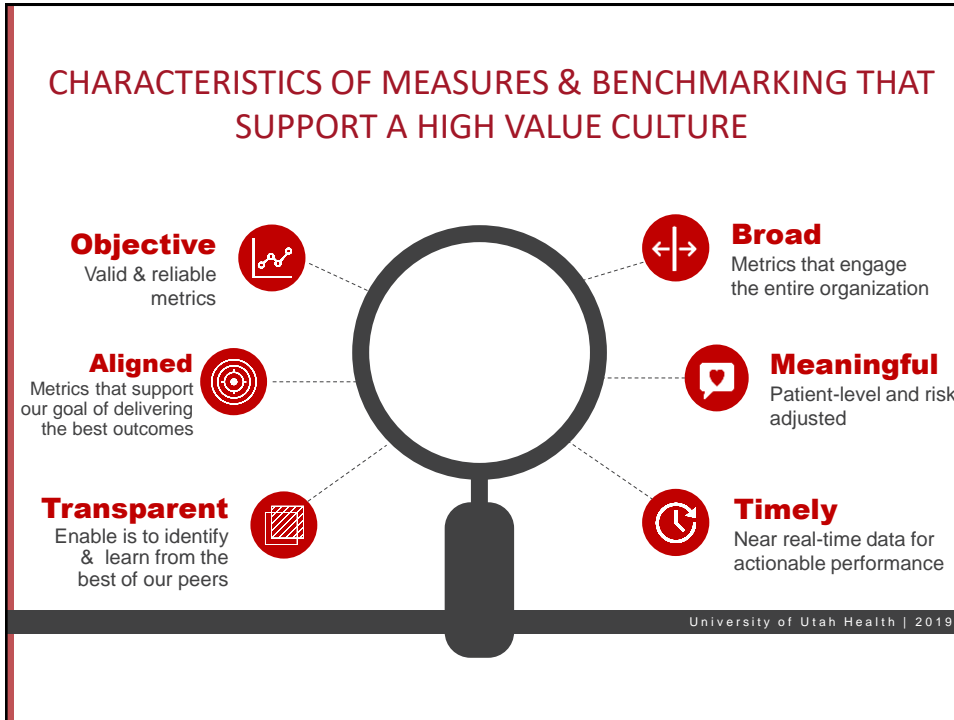 CHARACTERISTICS OF MEASURES & BENCHMARKING THAT
SUPPORT A HIGH VALUE CULTURE
Objective
Valid & reliable
metrics
Aligned
Metrics that support
our goal of delivering
the best outcomes
Transparent
Enable is to identify
& learn from the
best of our peers
Broad
Metrics that engage
the entire organization
Meaningful
Patient-level and risk
adjusted
Timely
Near real-time data for
actionable performance
University of Utah Health | 2019